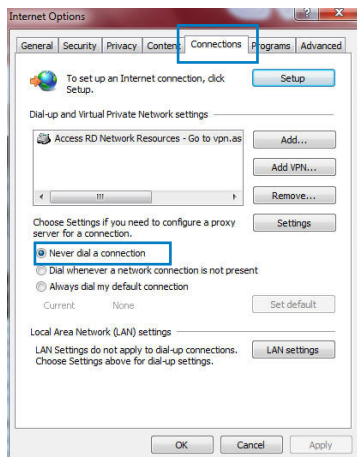 Internet Options
General Security Privacy Content Connections Programs Advanced
To set up an Internet connection, click Setup.
Setup
Dial-up and Virtual Private Network settings
Access RD Network Resources - Go to vpn.as
Add...
Add VPN...
Remove...
Choose Settings if you need to configure a proxy
server for a connection.
Settings
Never dial a connection
Dial whenever a network connection is not present
Always dial my default connection
Current None
Set default
Local Area Network (LAN) settings
LAN Settings do not apply to dial-up connections.
Choose Settings above for dial-up settings.
LAN settings
OK Cancel Apply